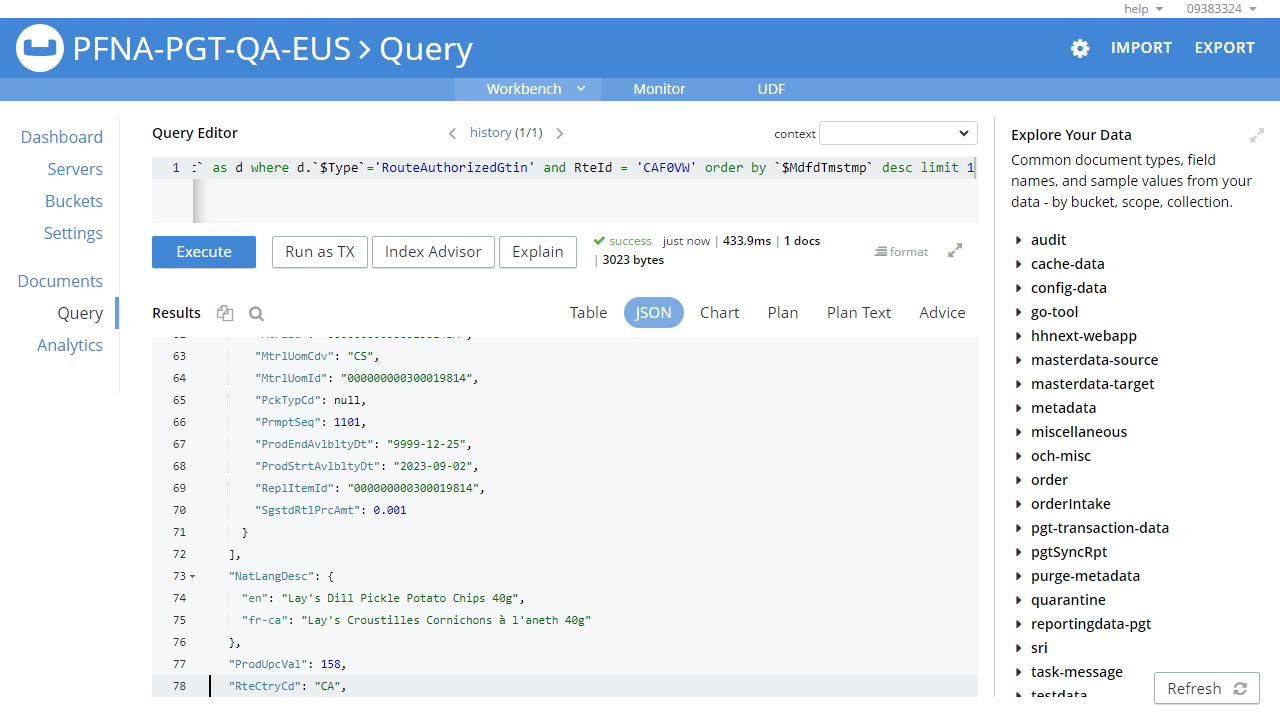 help 09383324
PFNA-PGT-QA-EUS > Query
IMPORT EXPORT
Workbench Monitor UDF
Dashboard
Servers
Buckets
Settings
Documents
Query
Analytics
Query Editor history (1/1) context
1 ` as d where d.`$Type`='RouteAuthorizedGtin' and RteId = 'CAF0VW' order by `$MdfdTmstmp` desc limit 1
Execute Run as TX Index Advisor Explain
success just now | 433.9ms | 1 docs
| 3023 bytes
format
Results Table JSON Chart Plan Plan Text Advice
63 "MtrlUomCdv": "CS",
64 "MtrlUomId": "000000000300019814",
65 "PckTypCd": null,
66 "PrmptSeq": 1101,
67 "ProdEndAvlbltyDt": "9999-12-25",
68 "ProdStrtAvlbltyDt": "2023-09-02",
69 "ReplItemId": "000000000300019814",
70 "SgstdRtlPrcAmt": 0.001
71 }
72 ],
73 "NatLangDesc": {
74 "en": "Lay's Dill Pickle Potato Chips 40g",
75 "fr-ca": "Lay's Croustilles Cornichons à l'aneth 40g"
76 },
77 "ProdUpcVal": 158,
78 "RteCtryCd": "CA",
Explore Your Data
Common document types, field
names, and sample values from your
data - by bucket, scope, collection.
audit
cache-data
config-data
go-tool
hhnext-webapp
masterdata-source
masterdata-target
metadata
miscellaneous
och-misc
order
orderIntake
pgt-transaction-data
pgtSyncRpt
purge-metadata
quarantine
reportingdata-pgt
sri
task-message
testdata
Refresh